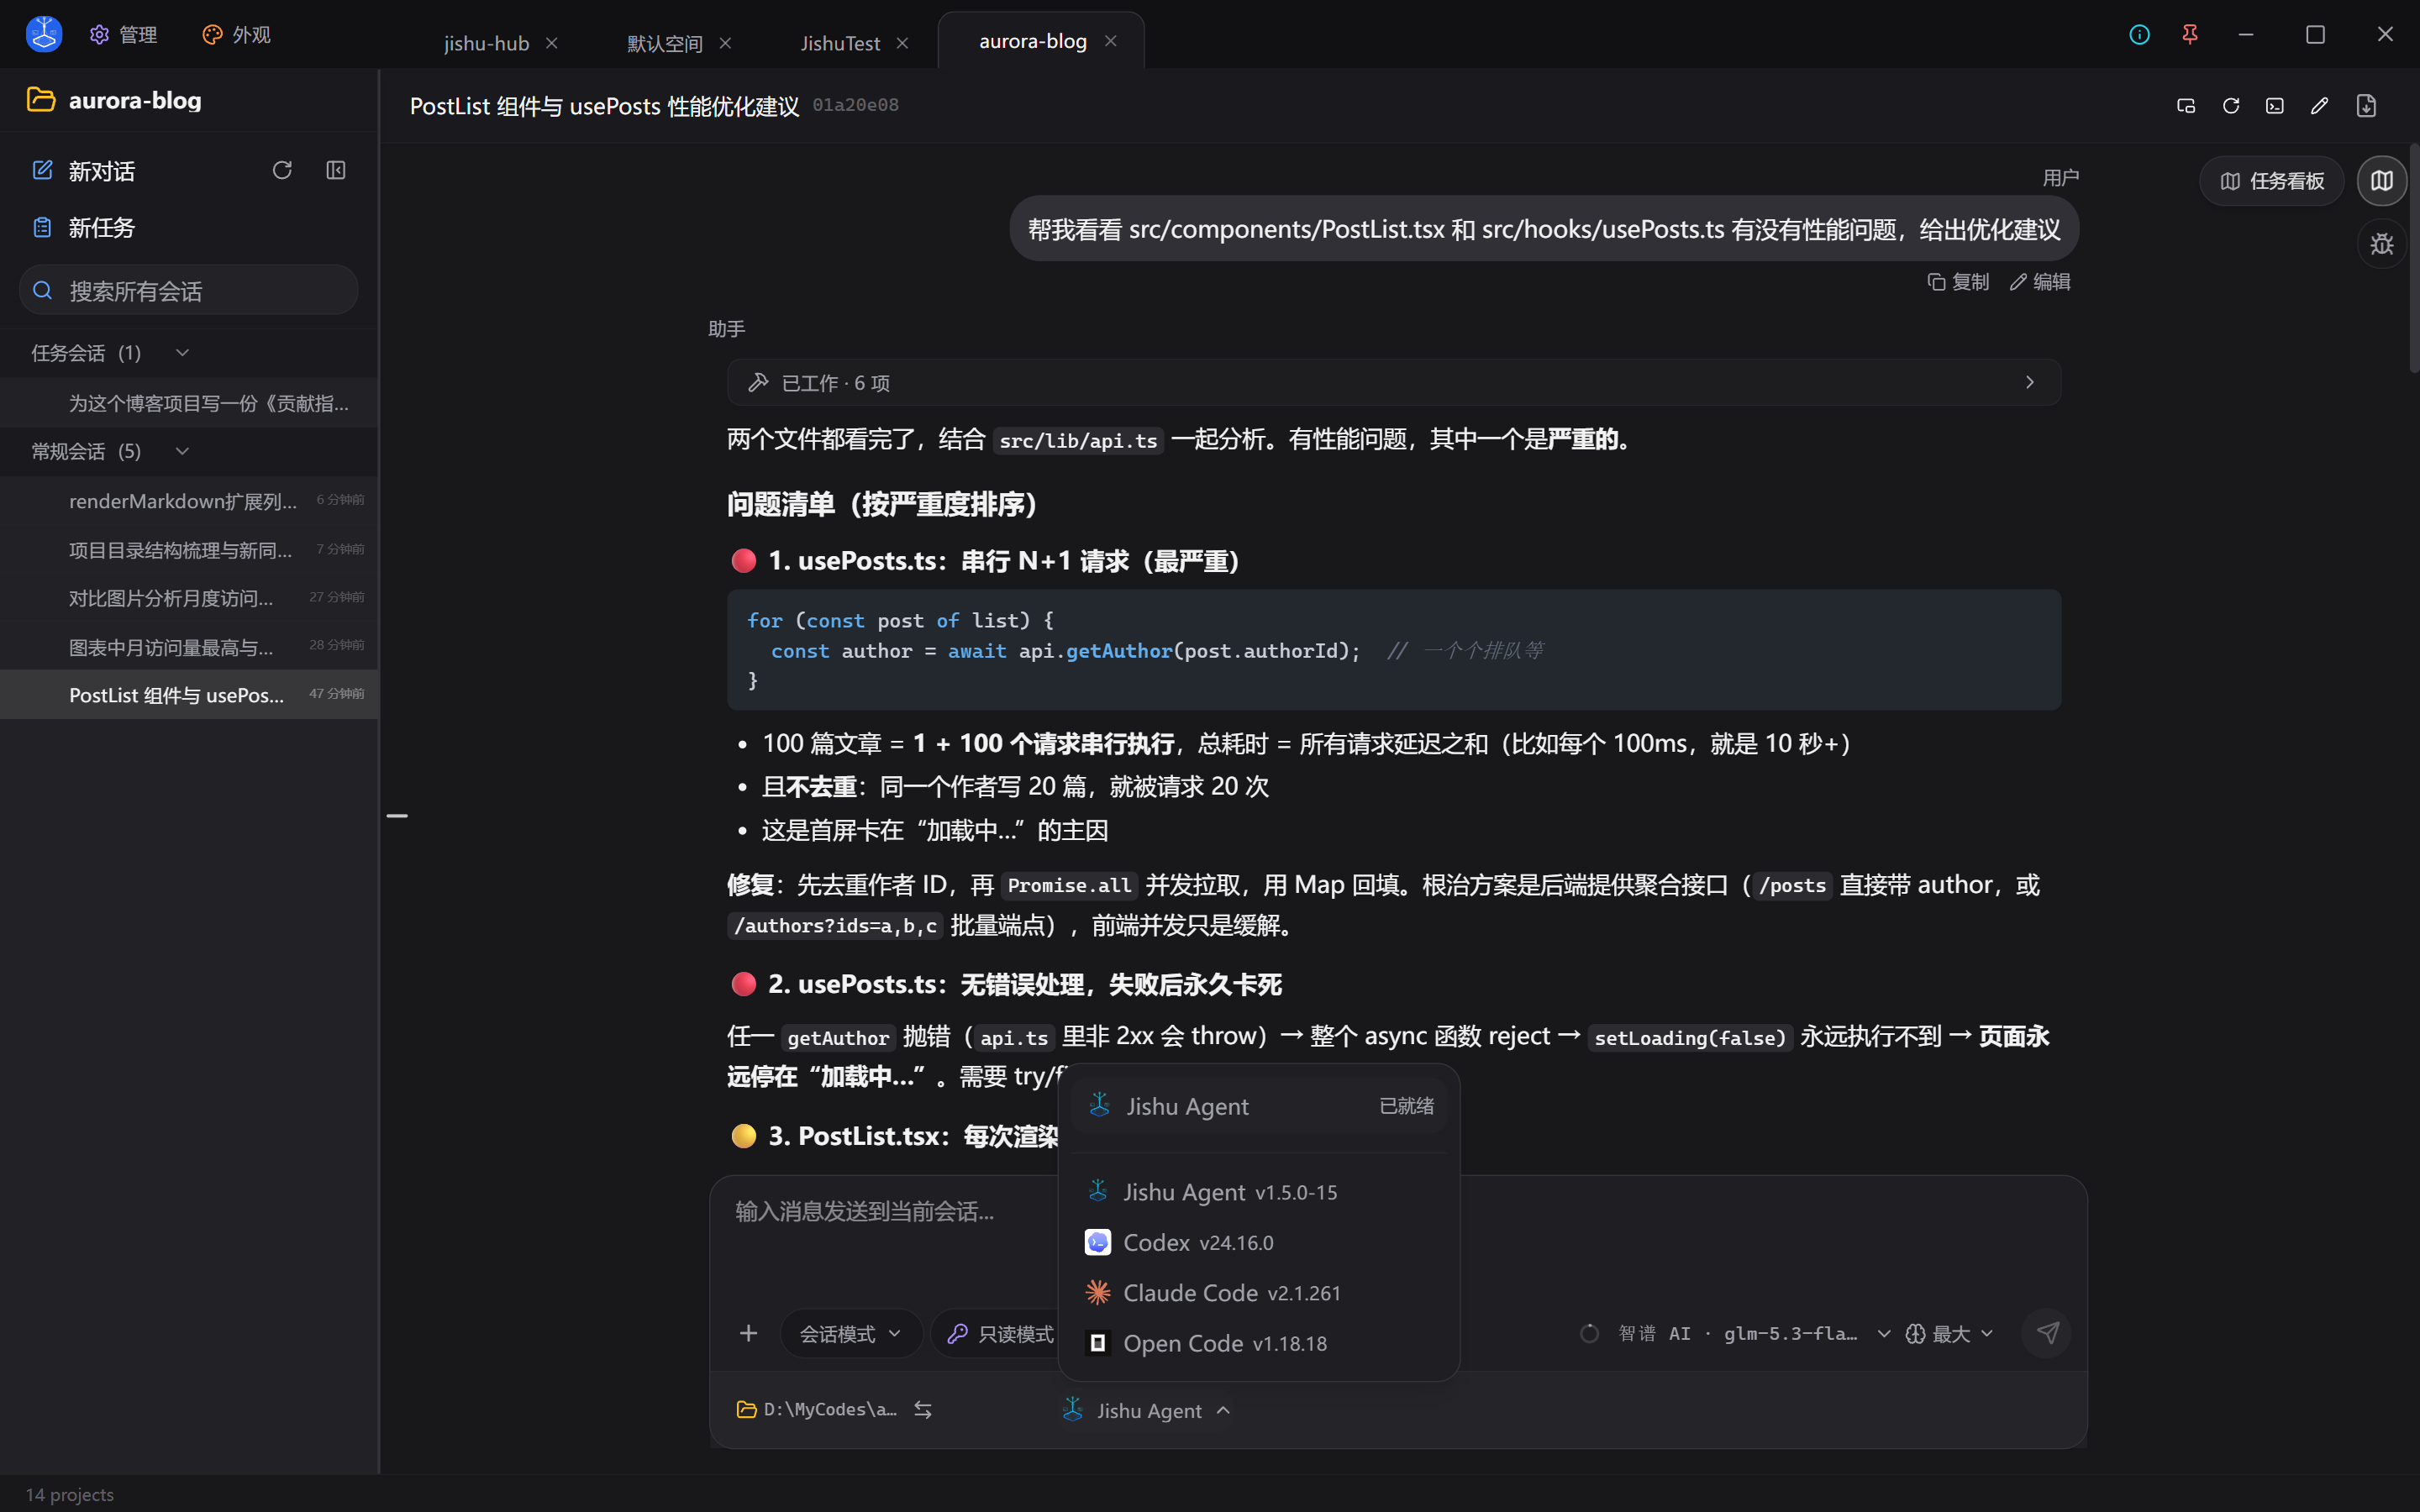 管理
外观
jishu-hub
默认空间
JishuTest
aurora-blog
aurora-blog
新对话
新任务
搜索所有会话
任务会话 (1)
为这个博客项目写一份《贡献指...
常规会话 (5)
renderMarkdown扩展列... 6 分钟前
项目目录结构梳理与新同... 7 分钟前
对比图片分析月度访问... 27 分钟前
图表中月访问量最高与... 28 分钟前
PostList 组件与 usePos... 47 分钟前
14 projects
PostList 组件与 usePosts 性能优化建议 01a20e08
任务看板
用户
帮我看看 src/components/PostList.tsx 和 src/hooks/usePosts.ts 有没有性能问题，给出优化建议
复制 编辑
助手
已工作 · 6 项
两个文件都看完了，结合 src/lib/api.ts 一起分析。有性能问题，其中一个是严重的。
问题清单（按严重度排序）
1. usePosts.ts：串行 N+1 请求（最严重）
for (const post of list) {
const author = await api.getAuthor(post.authorId); // 一个个排队等
}
• 100 篇文章 = 1 + 100 个请求串行执行，总耗时 = 所有请求延迟之和（比如每个 100ms，就是 10 秒+）
• 且不去重：同一个作者写 20 篇，就被请求 20 次
• 这是首屏卡在“加载中...”的主因
修复：先去重作者 ID，再 Promise.all 并发拉取，用 Map 回填。根治方案是后端提供聚合接口（/posts 直接带 author，或
/authors?ids=a,b,c 批量端点），前端并发只是缓解。
2. usePosts.ts：无错误处理，失败后永久卡死
任一 getAuthor 抛错（api.ts 里非 2xx 会 throw）→ 整个 async 函数 reject → setLoading(false) 永远执行不到 → 页面永
远停在“加载中...”。需要 try/f
3. PostList.tsx：每次渲染
Jishu Agent 已就绪
Jishu Agent v1.5.0-15
Codex v24.16.0
Claude Code v2.1.261
Open Code v1.18.18
输入消息发送到当前会话...
会话模式
只读模式
智谱 AI · glm-5.3-fla...
最大
D:\MyCodes\a...
Jishu Agent